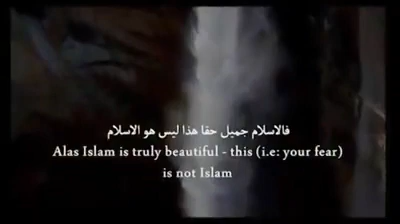 فالاسلام جميل حقا هذا ليس هو الاسلام
Alas Islam is truly beautiful - this (i.e: your fear)
is not Islam